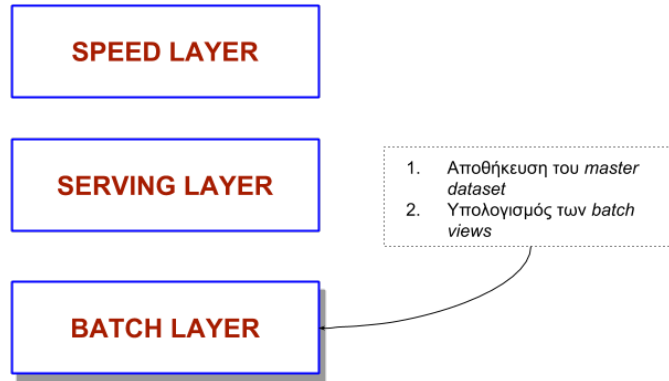 SPEED LAYER
SERVING LAYER
1. Αποθήκευση του master
dataset
2. Υπολογισμός των batch
views
BATCH LAYER